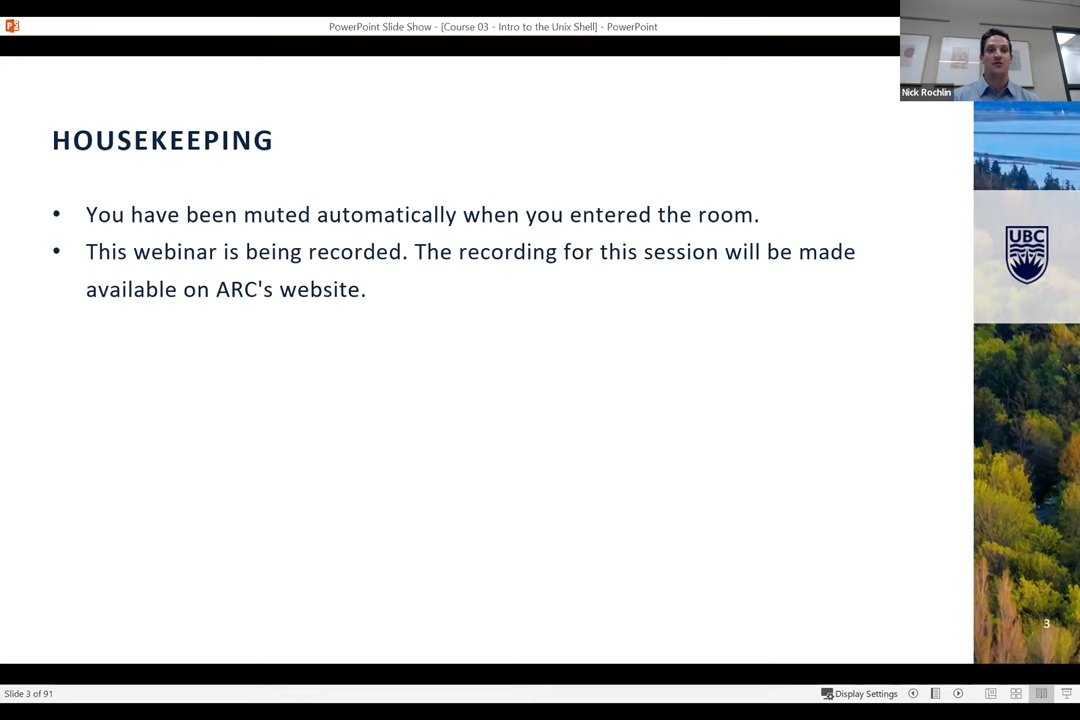 PowerPoint Slide Show - [Course 03 - Intro to the Unix Shell] - PowerPoint
Nick Rochlin
HOUSEKEEPING
• You have been muted automatically when you entered the room.
• This webinar is being recorded. The recording for this session will be made
available on ARC's website.
UBC
3
Slide 3 of 91
Display Settings